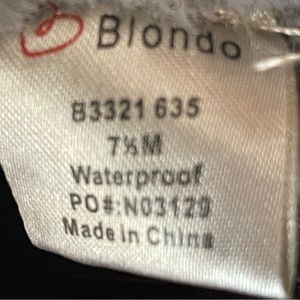 Blondo
B3321 635
7½M
Waterproof
PO#:N03129
Made in China